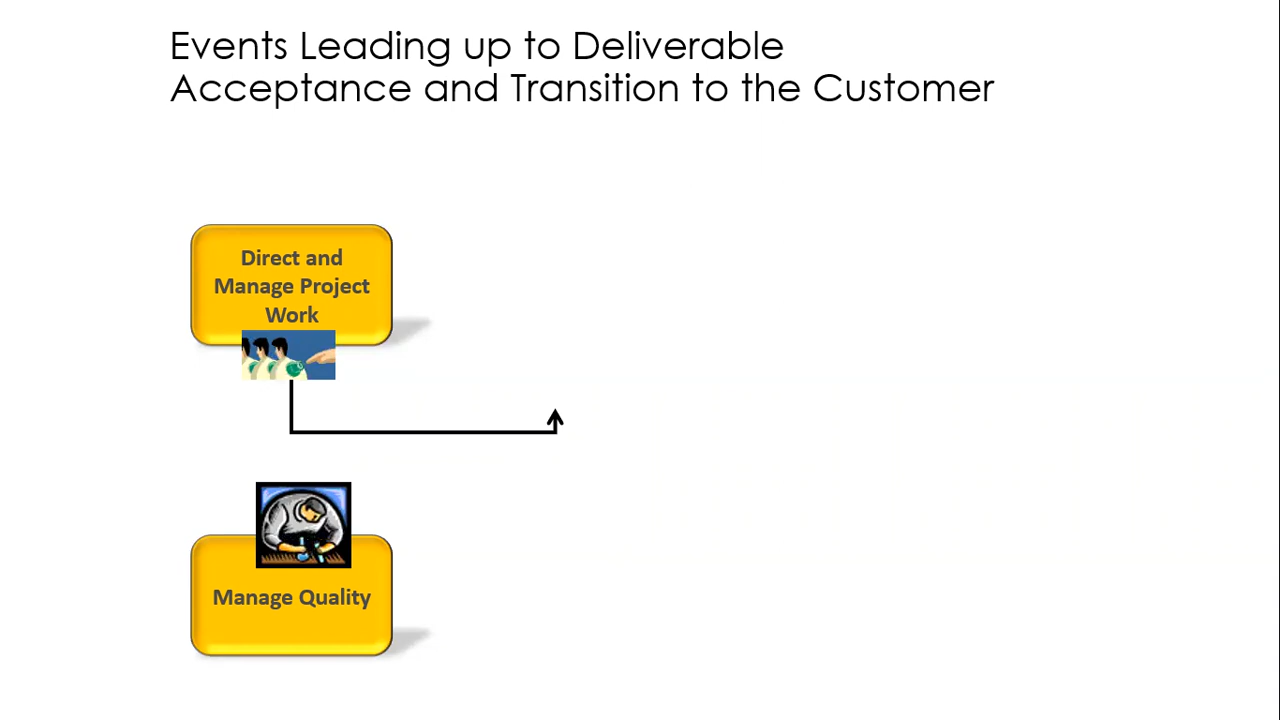 Events Leading up to Deliverable
Acceptance and Transition to the Customer
Direct and
Manage Project
Work
Manage Quality